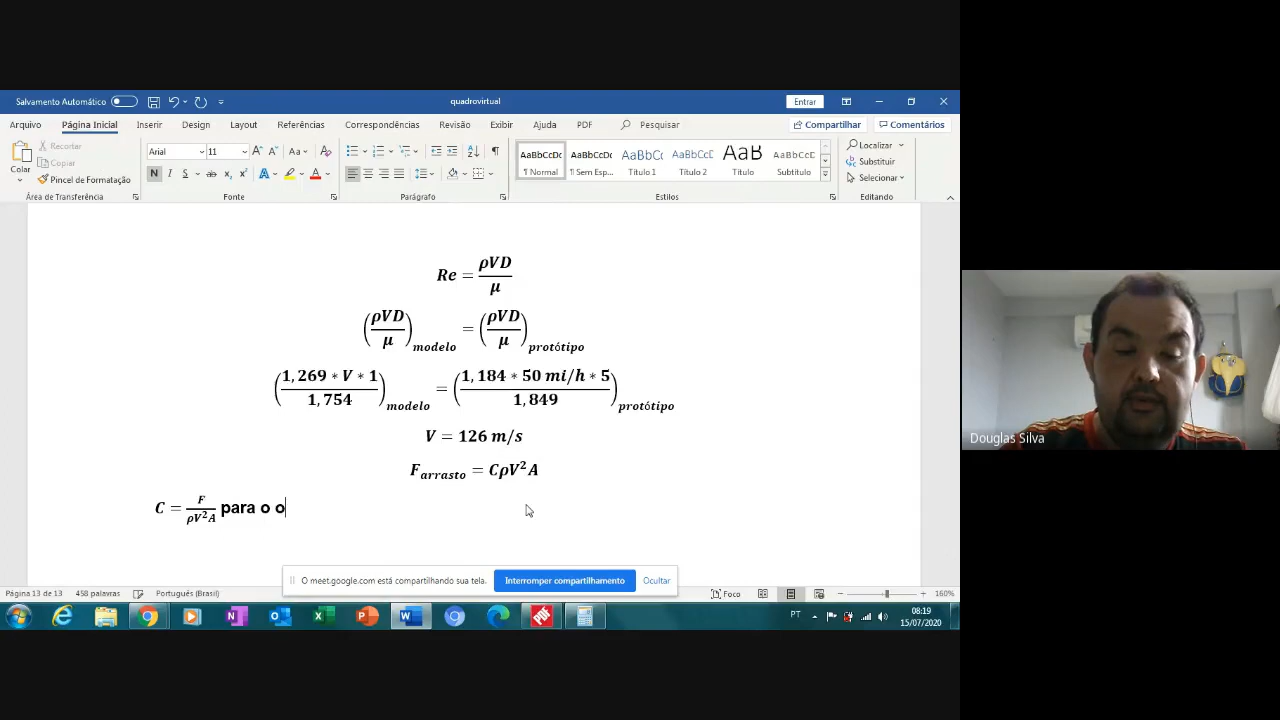 Salvamento Automático
quadrovirtual
Entrar
Arquivo Página Inicial Inserir Design Layout Referências Correspondências Revisão Exibir Ajuda PDF Pesquisar Compartilhar Comentários
Colar
Recortar
Copiar
Pincel de Formatação
Arial 11
N I S
AaBbCcDc AaBbCcDc AaBbCc AaBbCcD AaB AaBbCcD
¶ Normal ¶ Sem Esp... Título 1 Título 2 Título Subtítulo
Localizar
Substituir
Selecionar
Área de Transferência Fonte Parágrafo Estilos Editando
Re = ρVD/μ
(ρVD/μ)modelo = (ρVD/μ)protótipo
(1,269 * V * 1/1,754)modelo = (1,184 * 50 mi/h * 5/1,849)protótipo
V = 126 m/s
Farrasto = CρV²A
C = F/ρV²A para o o
O meet.google.com está compartilhando sua tela. Interromper compartilhamento Ocultar
Página 13 de 13 458 palavras Português (Brasil) Foco 160%
PT 08:19
15/07/2020
Douglas Silva